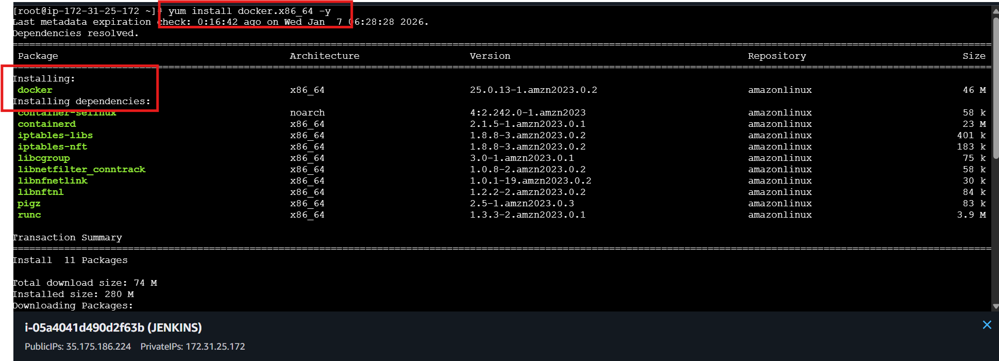 [root@ip-172-31-25-172 ~]# yum install docker.x86_64 -y
Last metadata expiration check: 0:16:42 ago on Wed Jan  7 06:28:28 2026.
Dependencies resolved.
Package Architecture Version Repository Size
Installing:
docker x86_64 25.0.13-1.amzn2023.0.2 amazonlinux 46 M
Installing dependencies:
container-selinux noarch 4:2.242.0-1.amzn2023 amazonlinux 58 k
containerd x86_64 2.1.5-1.amzn2023.0.1 amazonlinux 23 M
iptables-libs x86_64 1.8.8-3.amzn2023.0.2 amazonlinux 401 k
iptables-nft x86_64 1.8.8-3.amzn2023.0.2 amazonlinux 183 k
libcgroup x86_64 3.0-1.amzn2023.0.1 amazonlinux 75 k
libnetfilter_conntrack x86_64 1.0.8-2.amzn2023.0.2 amazonlinux 58 k
libnfnetlink x86_64 1.0.1-19.amzn2023.0.2 amazonlinux 30 k
libnftnl x86_64 1.2.2-2.amzn2023.0.2 amazonlinux 84 k
pigz x86_64 2.5-1.amzn2023.0.3 amazonlinux 83 k
runc x86_64 1.3.3-2.amzn2023.0.1 amazonlinux 3.9 M
Transaction Summary
Install  11 Packages
Total download size: 74 M
Installed size: 280 M
Downloading Packages:
i-05a4041d490d2f63b (JENKINS)
PublicIPs: 35.175.186.224 PrivateIPs: 172.31.25.172